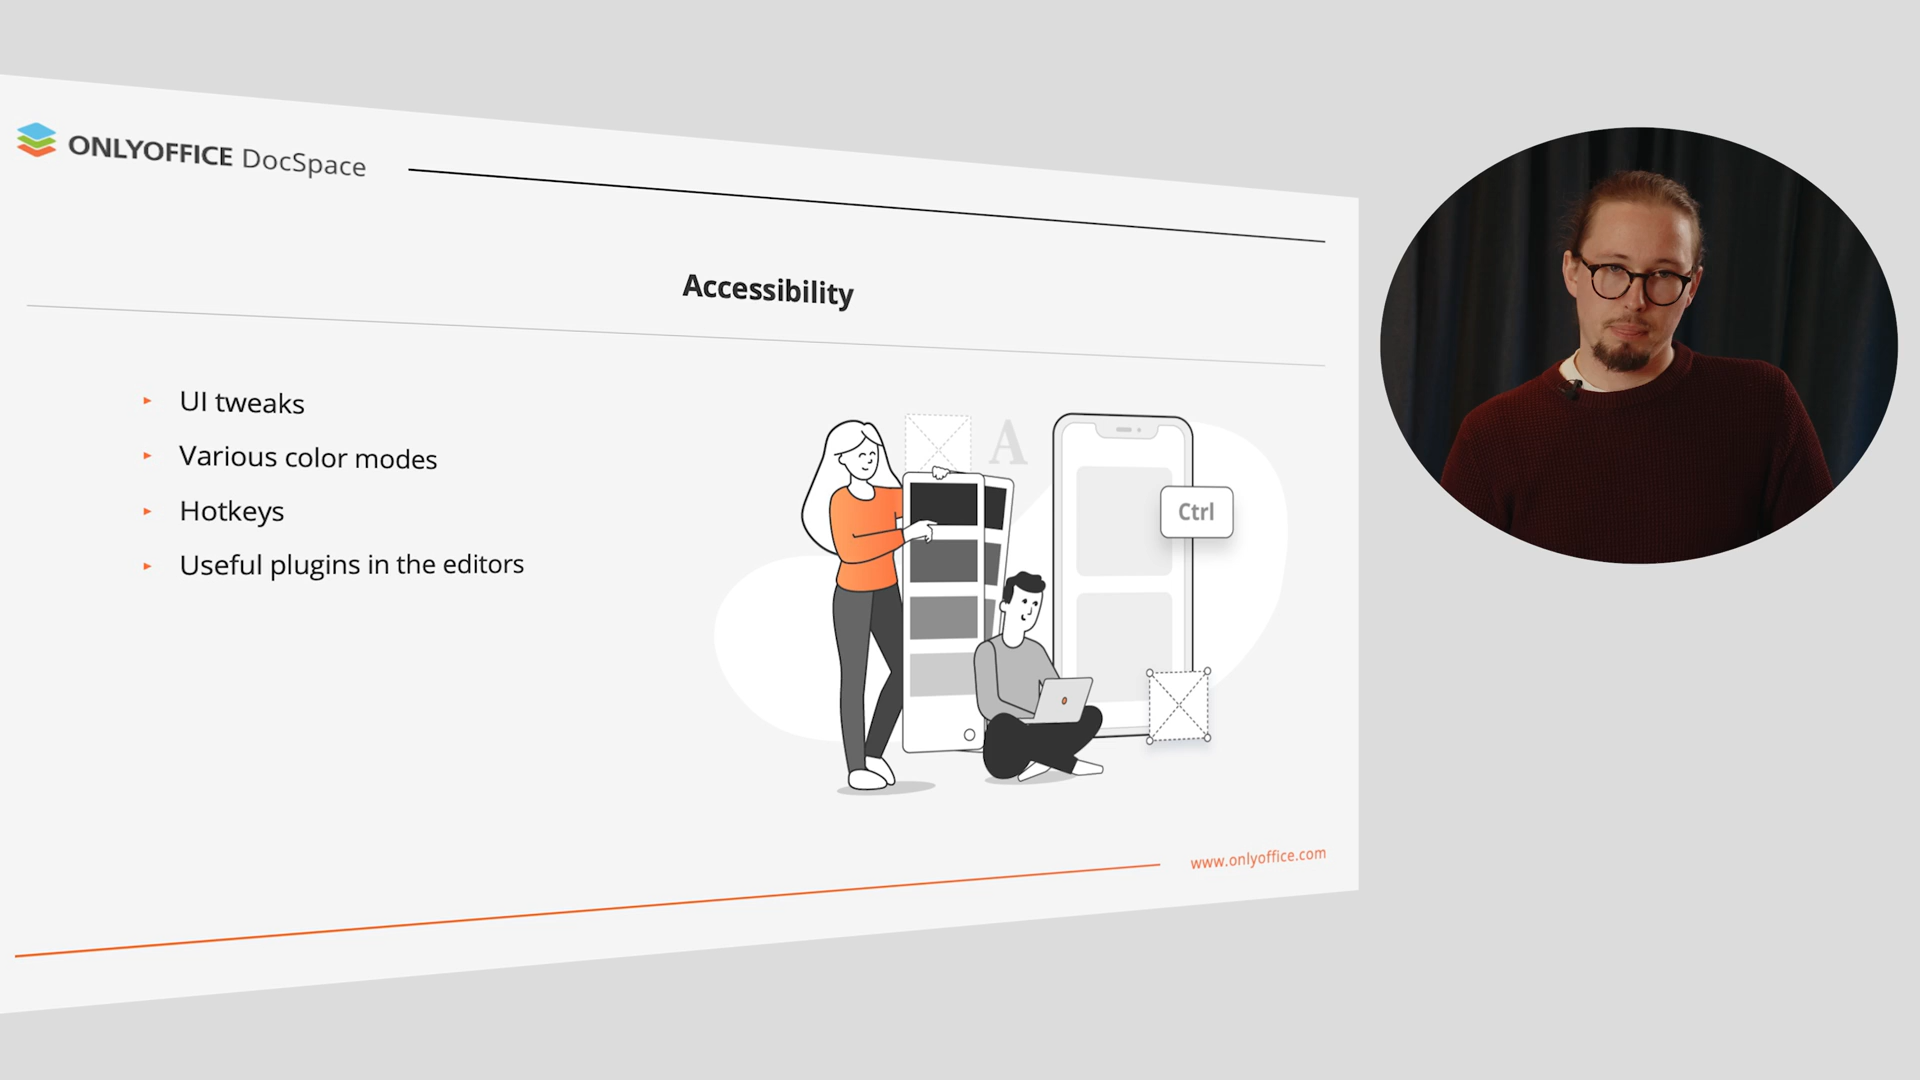 ONLYOFFICE DocSpace
Accessibility
UI tweaks
Various color modes
Hotkeys
Useful plugins in the editors
A
Ctrl
www.onlyoffice.com